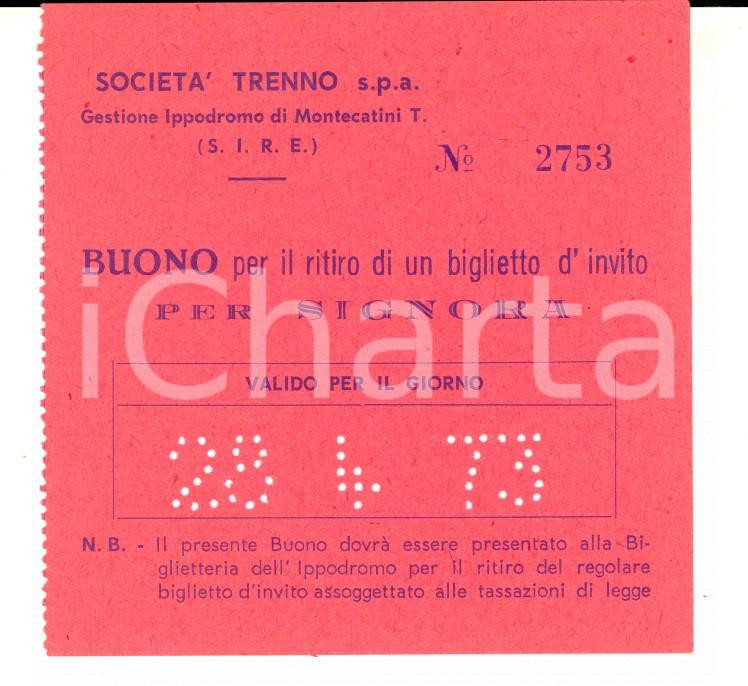 SOCIETA' TRENNO s.p.a.
Gestione Ippodromo di Montecatini T.
(S. I. R. E.)
№ 2753
BUONO per il ritiro di un biglietto d' invito
PER SIGNORA
iCharta
VALIDO PER IL GIORNO
28 4 73
N. B. - Il presente Buono dovrà essere presentato alla Bi-
glietteria dell' Ippodromo per il ritiro del regolare
biglietto d'invito assoggettato alle tassazioni di legge